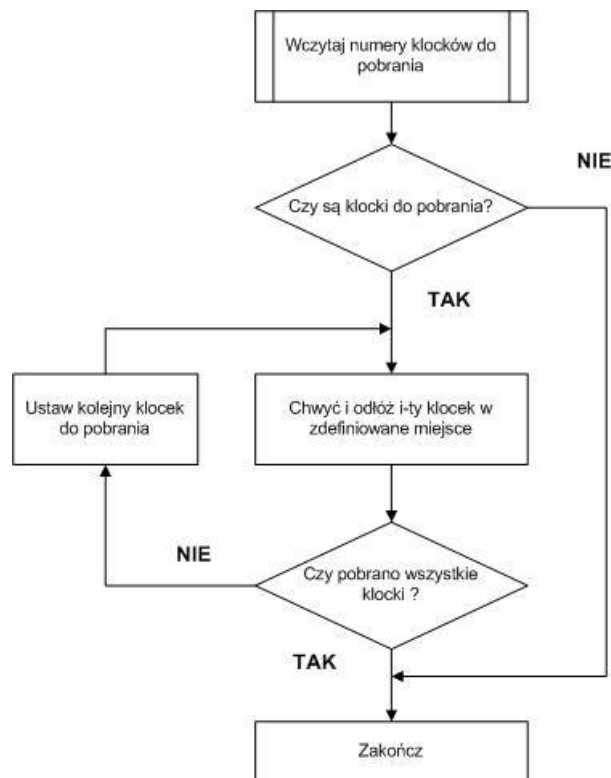 Wczytaj numery klocków do
pobrania
NIE
Czy są klocki do pobrania?
TAK
Ustaw kolejny klocek
do pobrania
Chwyć i odłóż i-ty klocek w
zdefiniowane miejsce
NIE
Czy pobrano wszystkie
klocki ?
TAK
Zakończ